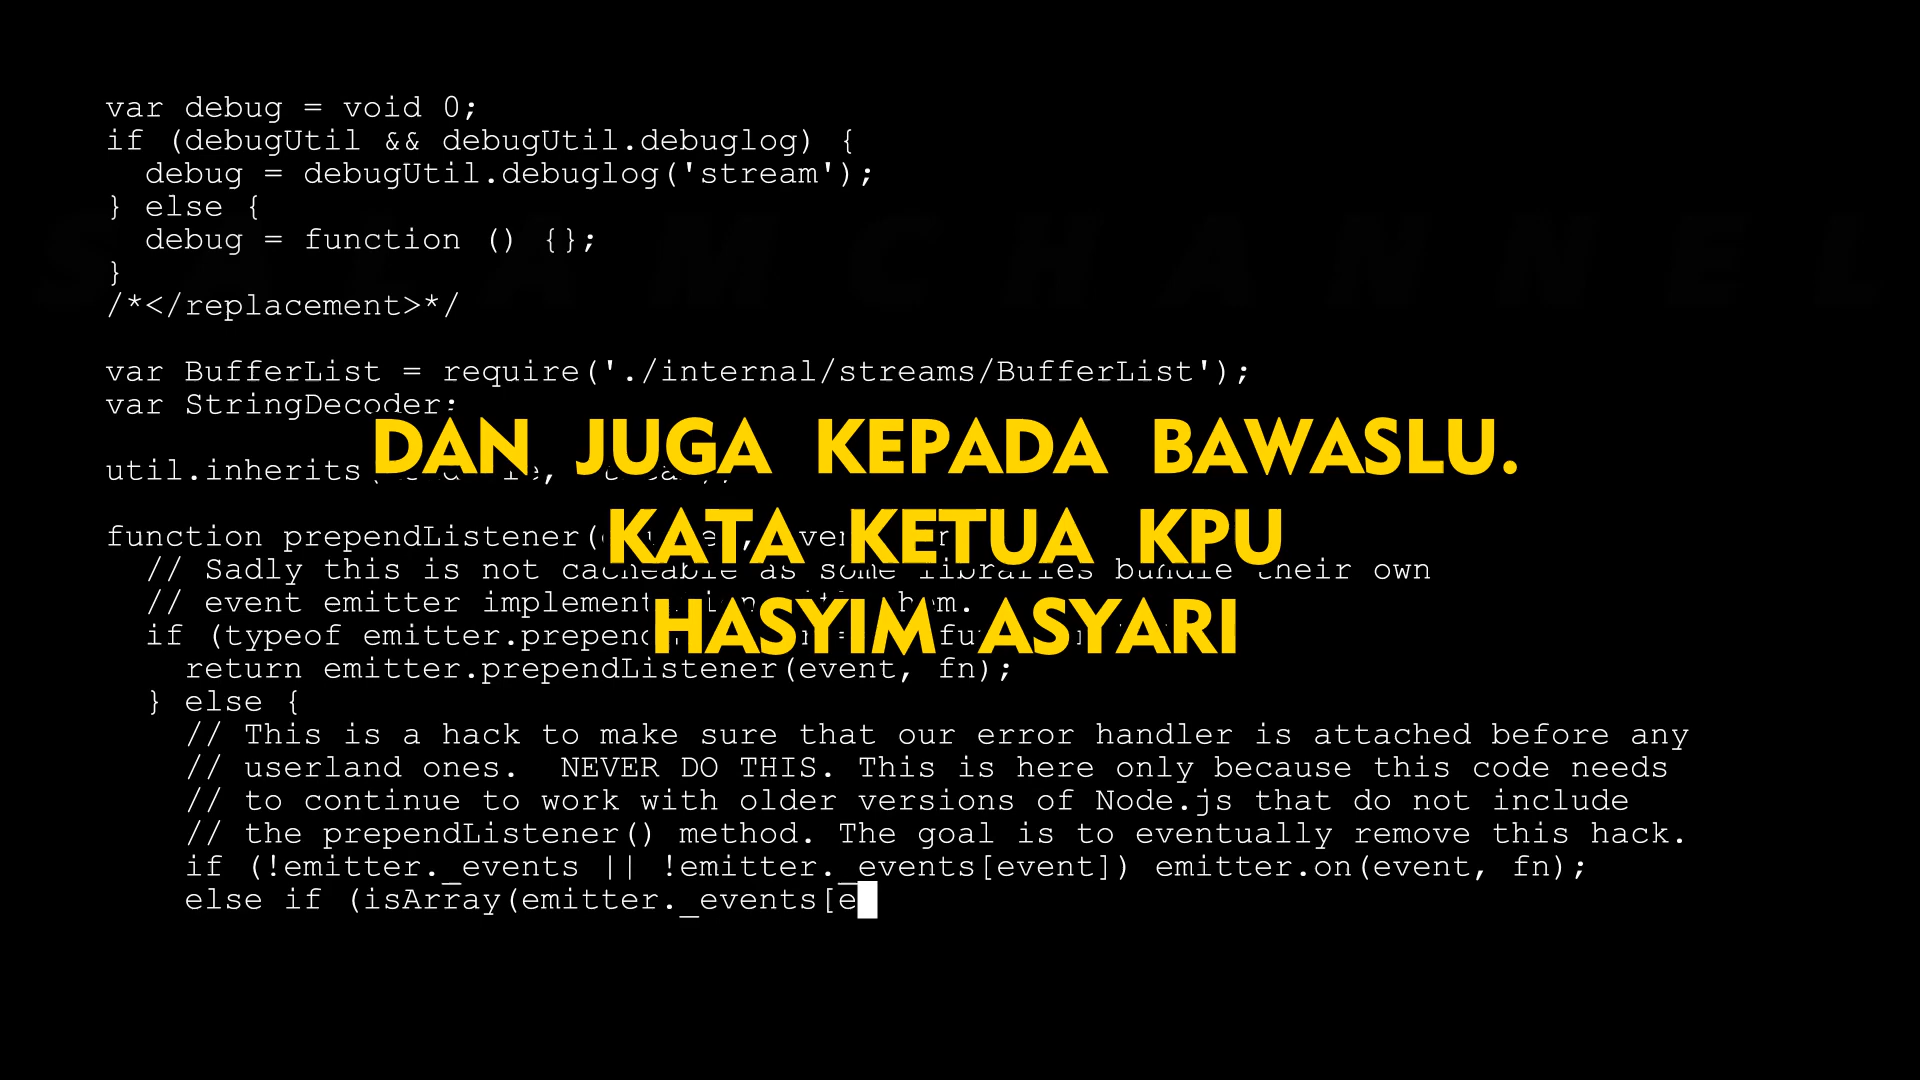 var debug = void 0;
if (debugUtil && debugUtil.debuglog) {
debug = debugUtil.debuglog('stream');
} else {
debug = function () {};
}
/*</replacement>*/
SALAMCHANNEL
var BufferList = require('./internal/streams/BufferList');
var StringDecoder;
DAN JUGA KEPADA BAWASLU.
util.inherits(
KATA KETUA KPU
function prependListener(
// Sadly this is not cacheable as some libraries bundle their own
// event emitter
HASYIM ASYARI
if (typeof
return emitter.prependListener(event, fn);
} else {
// This is a hack to make sure that our error handler is attached before any
// userland ones. NEVER DO THIS. This is here only because this code needs
// to continue to work with older versions of Node.js that do not include
// the prependListener() method. The goal is to eventually remove this hack.
if (!emitter._events || !emitter._events[event]) emitter.on(event, fn);
else if (isArray(emitter._events[e